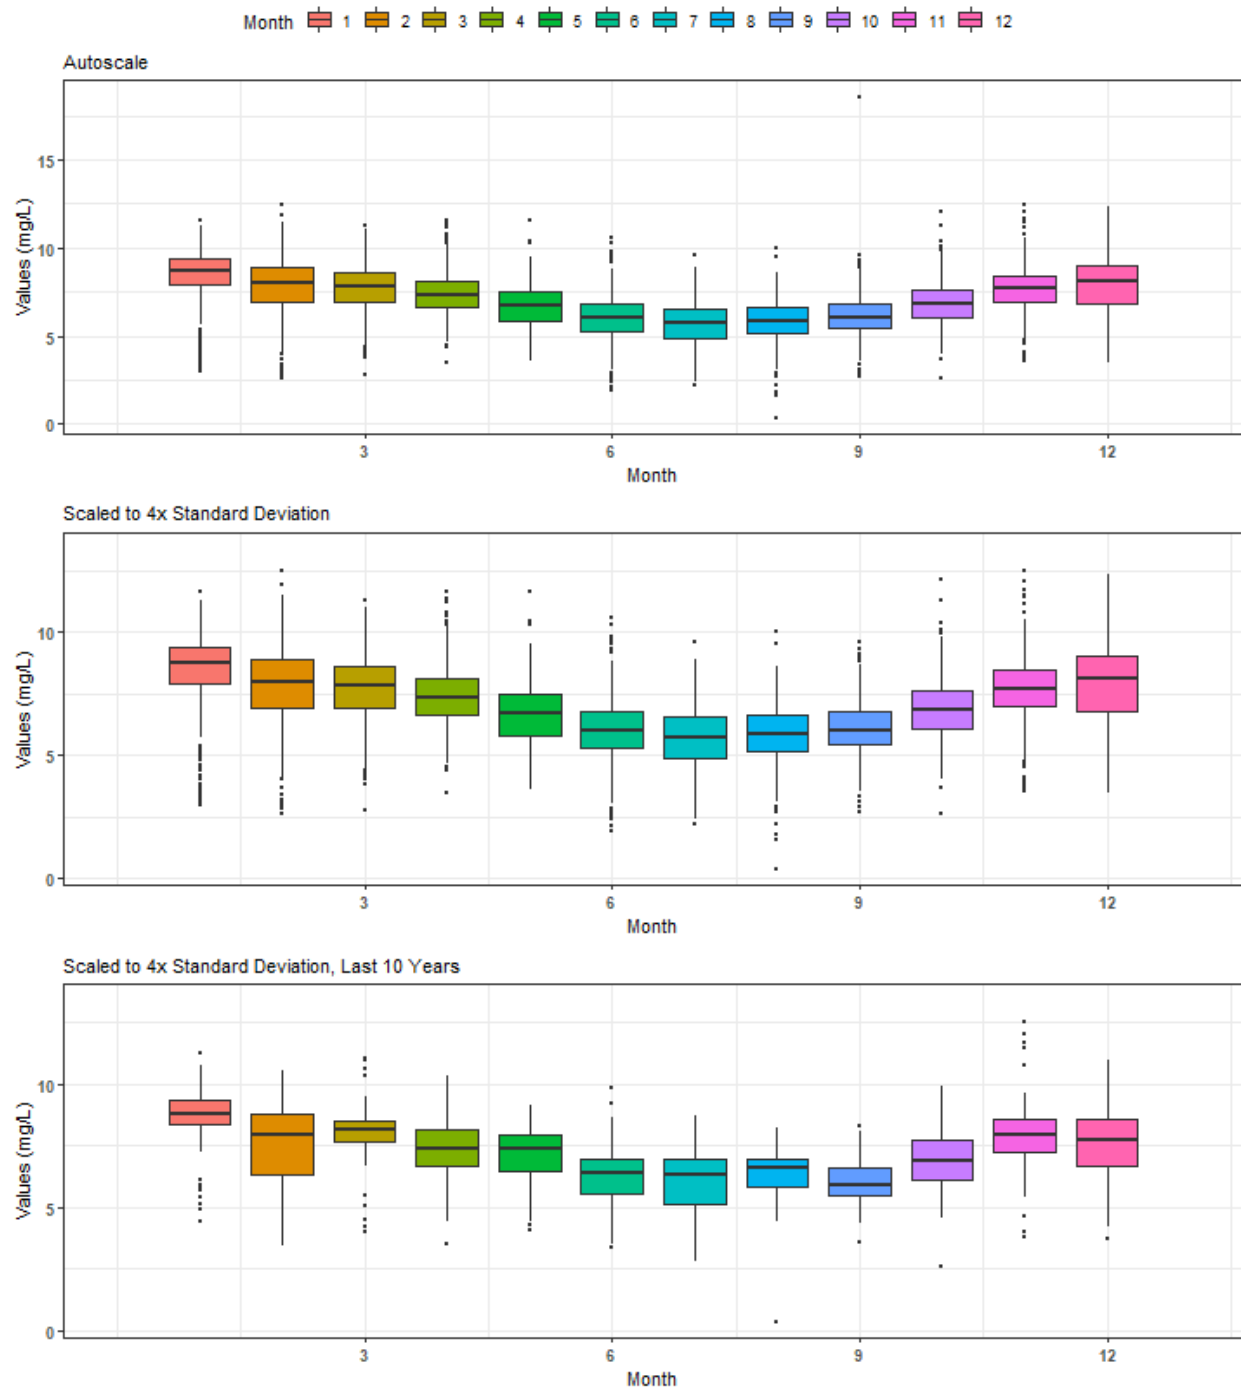 Month 1 2 3 4 5 6 7 8 9 10 11 12
Autoscale
Values (mg/L)
15
10
5
0
3 6 9 12
Month
Scaled to 4x Standard Deviation
Values (mg/L)
10
5
0
3 6 9 12
Month
Scaled to 4x Standard Deviation, Last 10 Years
Values (mg/L)
10
5
0
3 6 9 12
Month